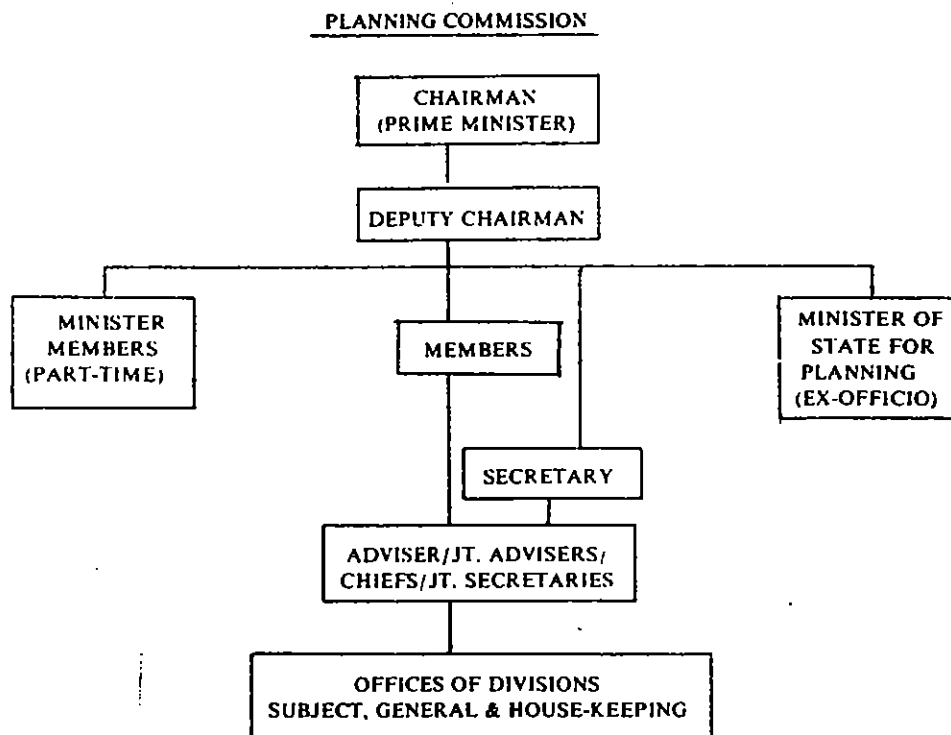 PLANNING COMMISSION
CHAIRMAN
(PRIME MINISTER)
DEPUTY CHAIRMAN
MINISTER
MEMBERS
(PART-TIME)
MEMBERS
MINISTER OF
STATE FOR
PLANNING
(EX-OFFICIO)
SECRETARY
ADVISER/JT. ADVISERS/
CHIEFS/JT. SECRETARIES
OFFICES OF DIVISIONS
SUBJECT, GENERAL & HOUSE-KEEPING